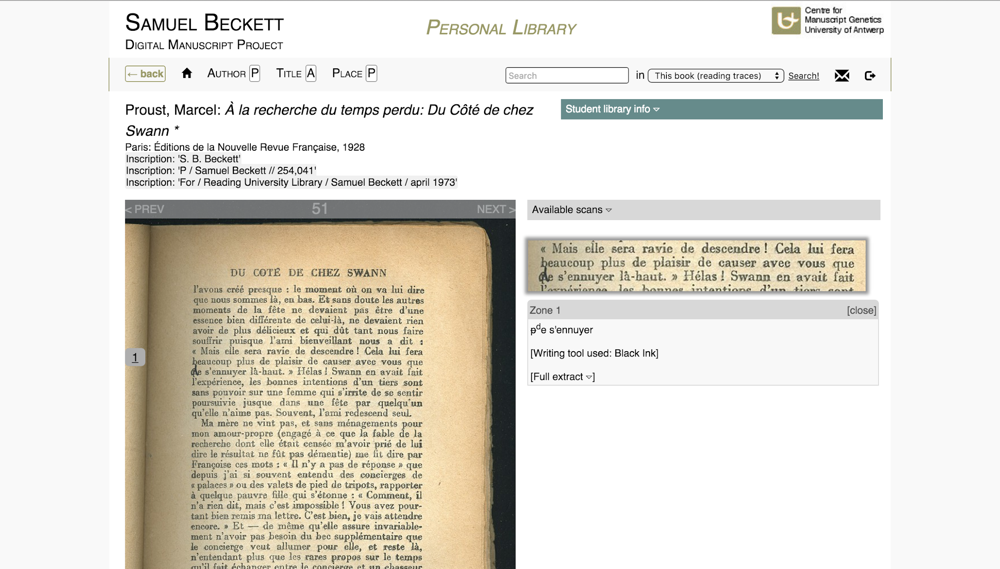 SAMUEL BECKETT
DIGITAL MANUSCRIPT PROJECT
PERSONAL LIBRARY
Centre for
Manuscript Genetics
University of Antwerp
← back AUTHOR P TITLE A PLACE P Search in This book (reading traces) Search!
Proust, Marcel: À la recherche du temps perdu: Du Côté de chez
Swann *
Paris: Éditions de la Nouvelle Revue Française, 1928
Inscription: 'S. B. Beckett'
Inscription: 'P / Samuel Beckett // 254,041'
Inscription: 'For / Reading University Library / Samuel Beckett / april 1973'
Student library info
< PREV 51 NEXT >
1
DU COTÉ DE CHEZ SWANN
l'avons créé presque : le moment où on va lui dire
que nous sommes là, en bas. Et sans doute les autres
moments de la fête ne devaient pas être d'une
essence bien différente de celui-là, ne devaient rien
avoir de plus délicieux et qui dût tant nous faire
souffrir puisque l'ami bienveillant nous a dit :
« Mais elle sera ravie de descendre ! Cela lui fera
beaucoup plus de plaisir de causer avec vous que
de s'ennuyer là-haut. » Hélas ! Swann en avait fait
l'expérience, les bonnes intentions d'un tiers sont
sans pouvoir sur une femme qui s'irrite de se sentir
poursuivie jusque dans une fête par quelqu'un
qu'elle n'aime pas. Souvent, l'ami redescend seul.
Ma mère ne vint pas, et sans ménagements pour
mon amour-propre (engagé à ce que la fable de la
recherche dont elle était censée m'avoir prié de lui
dire le résultat ne fût pas démentie) me fit dire par
Françoise ces mots : « Il n'y a pas de réponse » que
depuis j'ai si souvent entendu des concierges de
« palaces » ou des valets de pied de tripots, rapporter
à quelque pauvre fille qui s'étonne : « Comment, il
n'a rien dit, mais c'est impossible ! Vous avez pour-
tant bien remis ma lettre. C'est bien, je vais attendre
encore. » Et — de même qu'elle assure invariable-
ment n'avoir pas besoin du bec supplémentaire que
le concierge veut allumer pour elle, et reste là,
n'entendant plus que les rares propos sur le temps
qu'il fait échanger entre le concierge et un chasseur
Available scans
« Mais elle sera ravie de descendre ! Cela lui fera
beaucoup plus de plaisir de causer avec vous que
de s'ennuyer là-haut. » Hélas ! Swann en avait fait
l'expérience, les bonnes intentions d'un tiers sont
Zone 1 [close]
pde s'ennuyer
[Writing tool used: Black Ink]
[Full extract ]